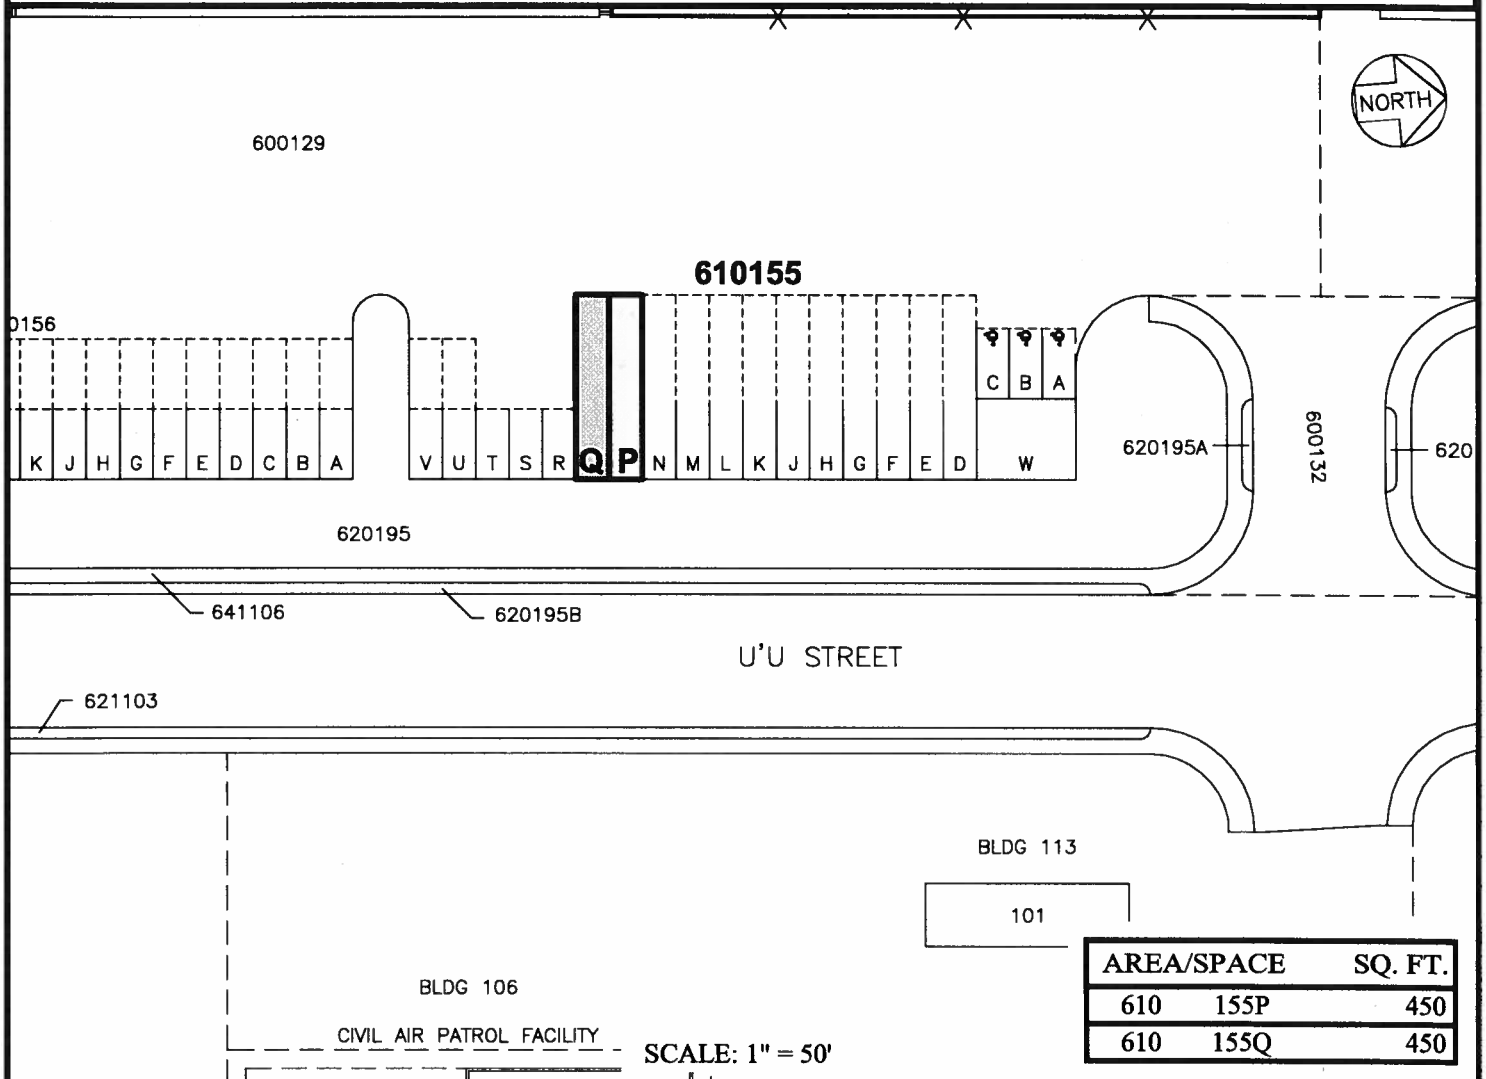 NORTH
600129
610155
0156
C B A
K J H G F E D C B A
V U T S R Q P N M L K J H G F E D W
620195A
600132
620
620195
641106
620195B
U'U STREET
621103
BLDG 113
101
AREA/SPACE SQ. FT.
610 155P 450
610 155Q 450
BLDG 106
CIVIL AIR PATROL FACILITY
SCALE: 1" = 50'